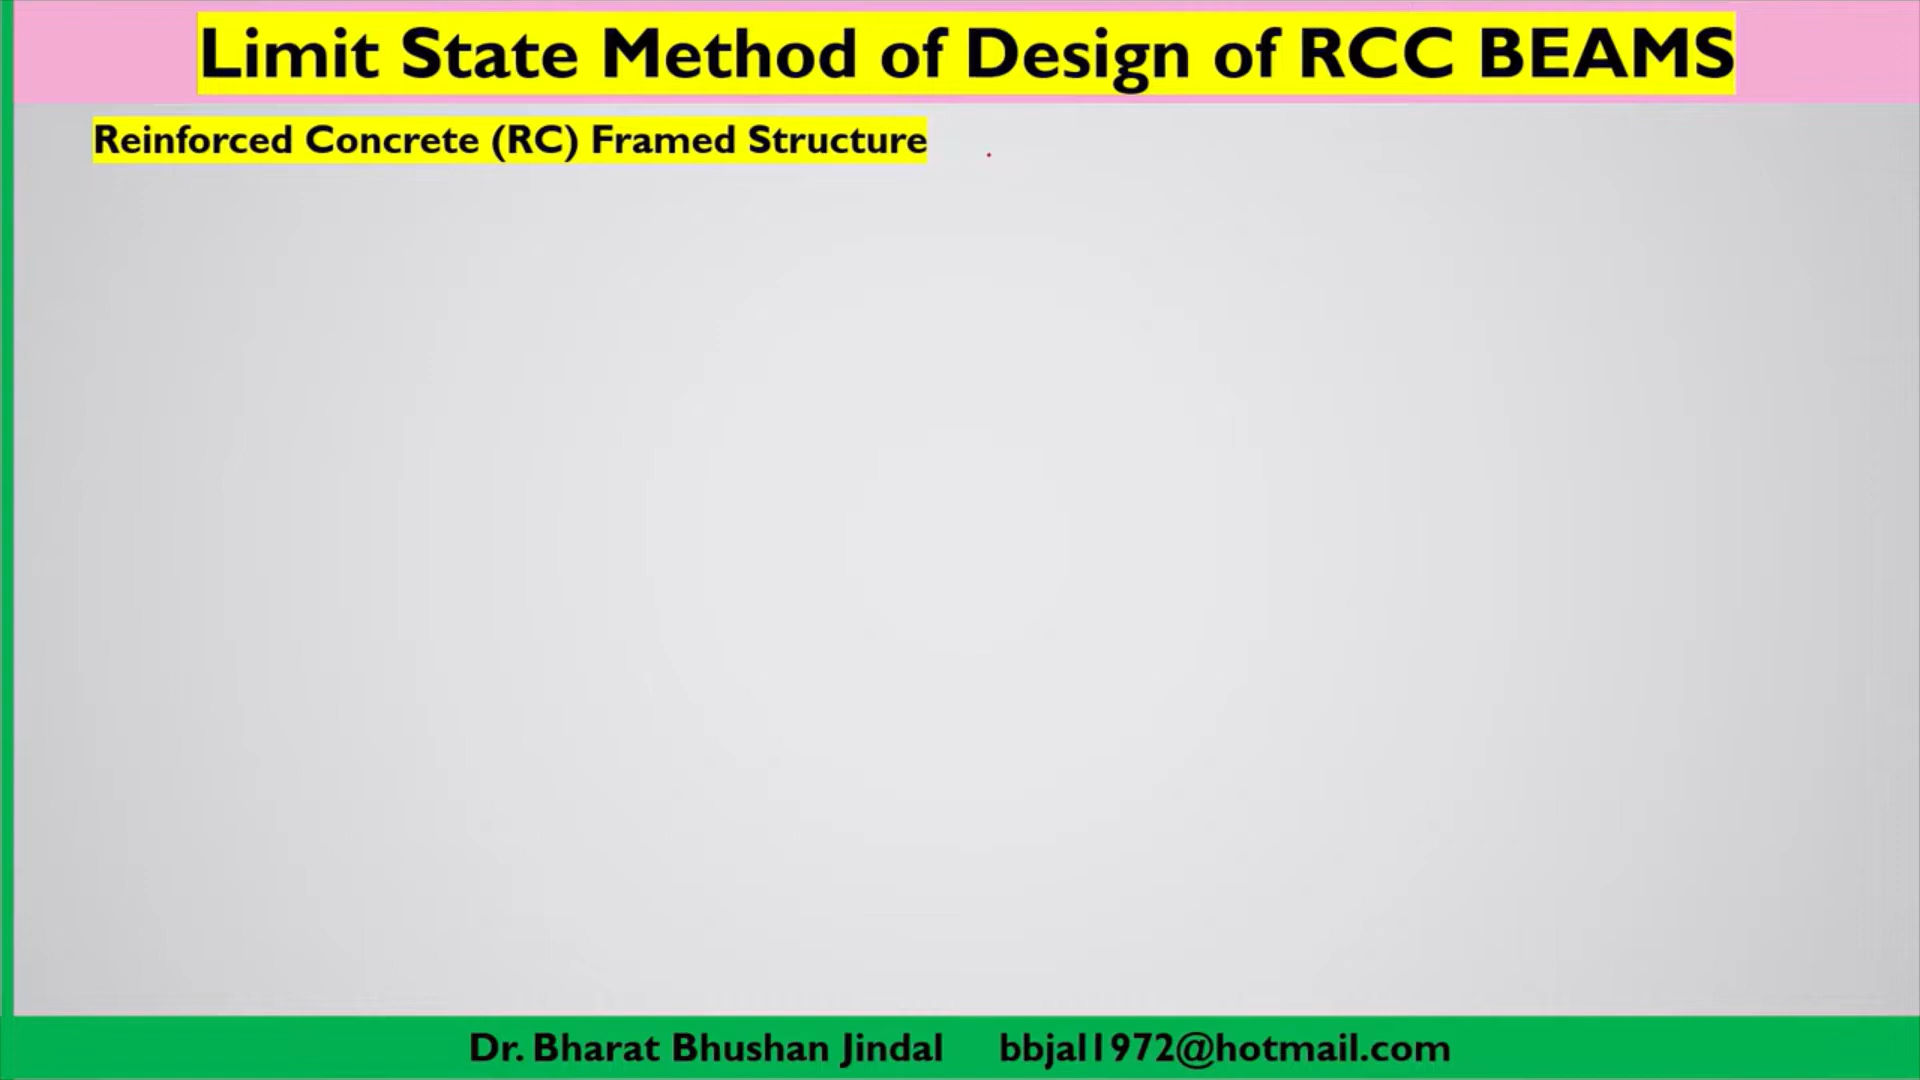 Limit State Method of Design of RCC BEAMS
Reinforced Concrete (RC) Framed Structure
Dr. Bharat Bhushan Jindal bbjal1972@hotmail.com